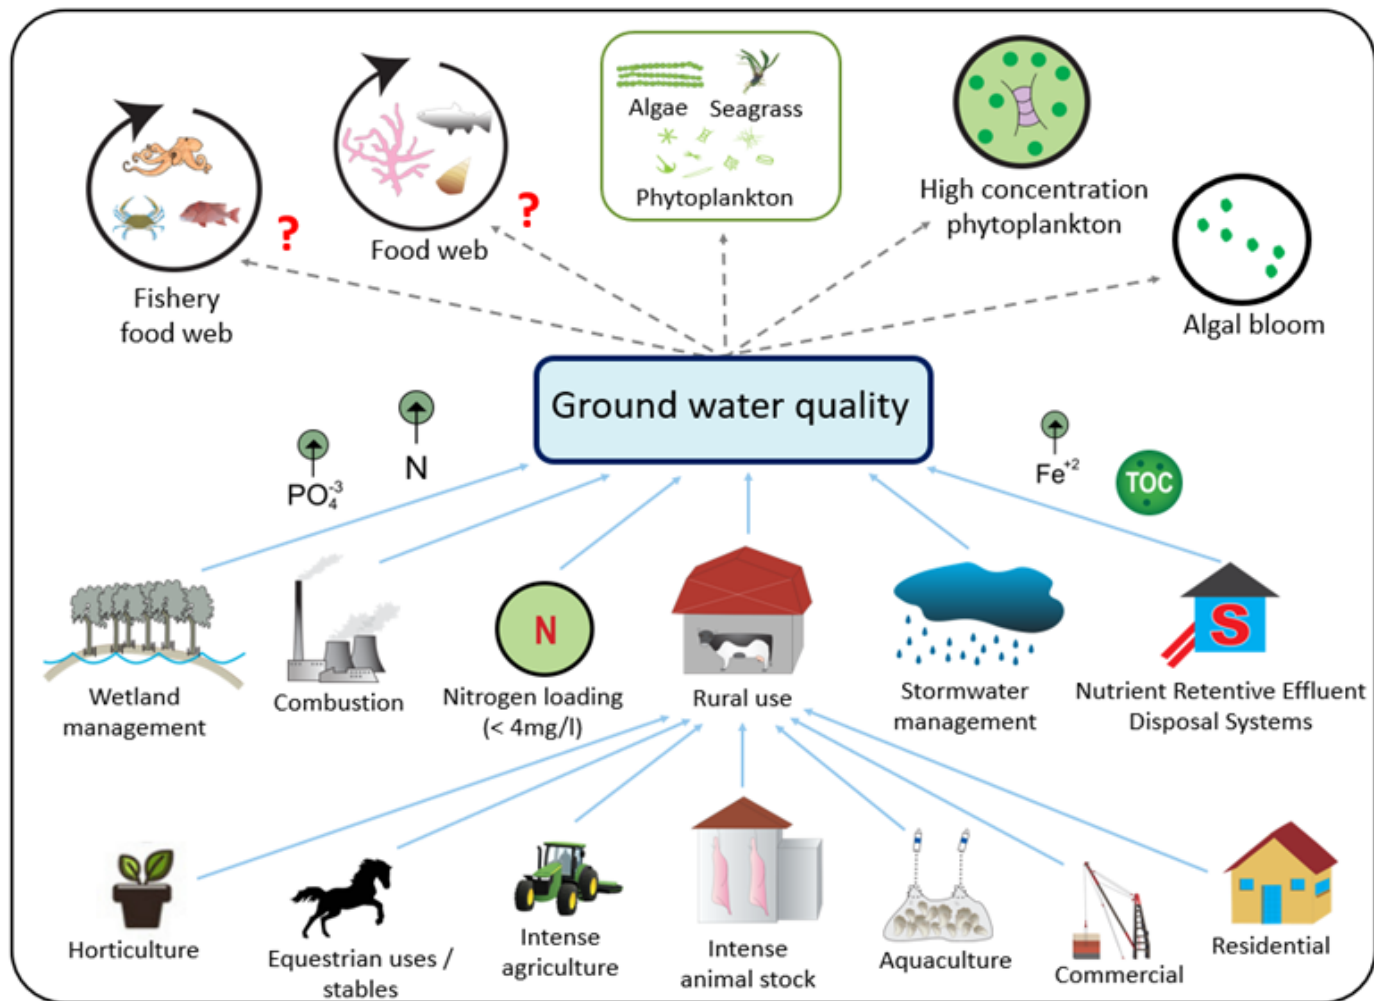 Algae
Seagrass
Phytoplankton
High concentration
phytoplankton
?
?
Food web
Fishery
food web
Algal bloom
Ground water quality
N
PO₄⁻³
Fe⁺²
TOC
N
S
Wetland
management
Combustion
Nitrogen loading
(< 4mg/l)
Rural use
Stormwater
management
Nutrient Retentive Effluent
Disposal Systems
Horticulture
Equestrian uses /
stables
Intense
agriculture
Intense
animal stock
Aquaculture
Commercial
Residential